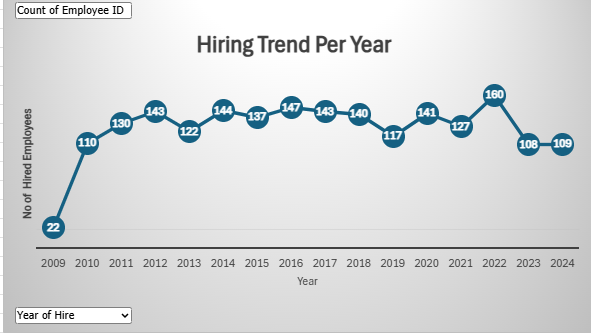 Count of Employee ID
Hiring Trend Per Year
No of Hired Employees
22 110 130 143 122 144 137 147 143 140 117 141 127 160 108 109
2009 2010 2011 2012 2013 2014 2015 2016 2017 2018 2019 2020 2021 2022 2023 2024
Year
Year of Hire